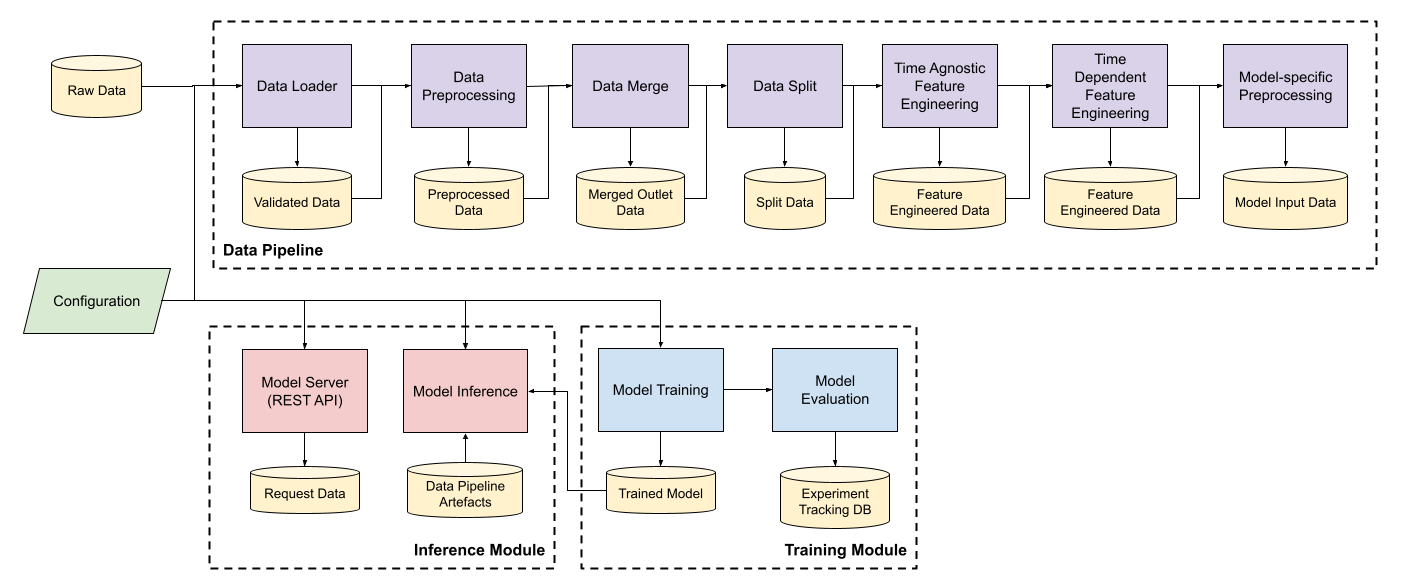 Raw Data
Data Loader
Data
Preprocessing
Data Merge
Data Split
Time Agnostic
Feature
Engineering
Time
Dependent
Feature
Engineering
Model-specific
Preprocessing
Validated Data
Preprocessed
Data
Merged Outlet
Data
Split Data
Feature
Engineered Data
Feature
Engineered Data
Model Input Data
Data Pipeline
Configuration
Model Server
(REST API)
Model Inference
Request Data
Data Pipeline
Artefacts
Inference Module
Model Training
Model
Evaluation
Trained Model
Experiment
Tracking DB
Training Module